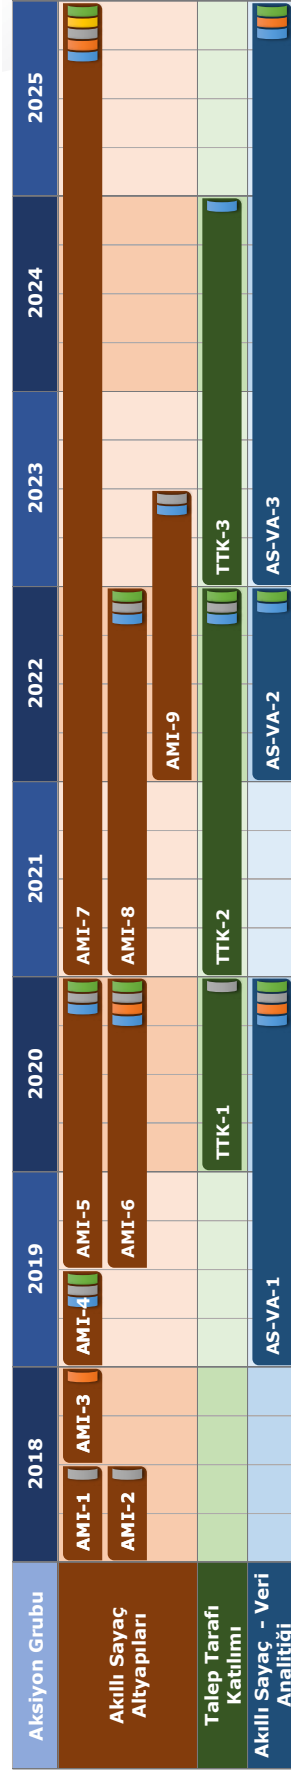 Aksiyon Grubu
2018
2019
2020
2021
2022
2023
2024
2025
Akıllı Sayaç
Altyapıları
AMI-1
AMI-3
AMI-4
AMI-5
AMI-7
AMI-2
AMI-6
AMI-8
AMI-9
Talep Tarafı
Katılımı
TTK-1
TTK-2
TTK-3
Akıllı Sayaç - Veri
Analitiği
AS-VA-1
AS-VA-2
AS-VA-3